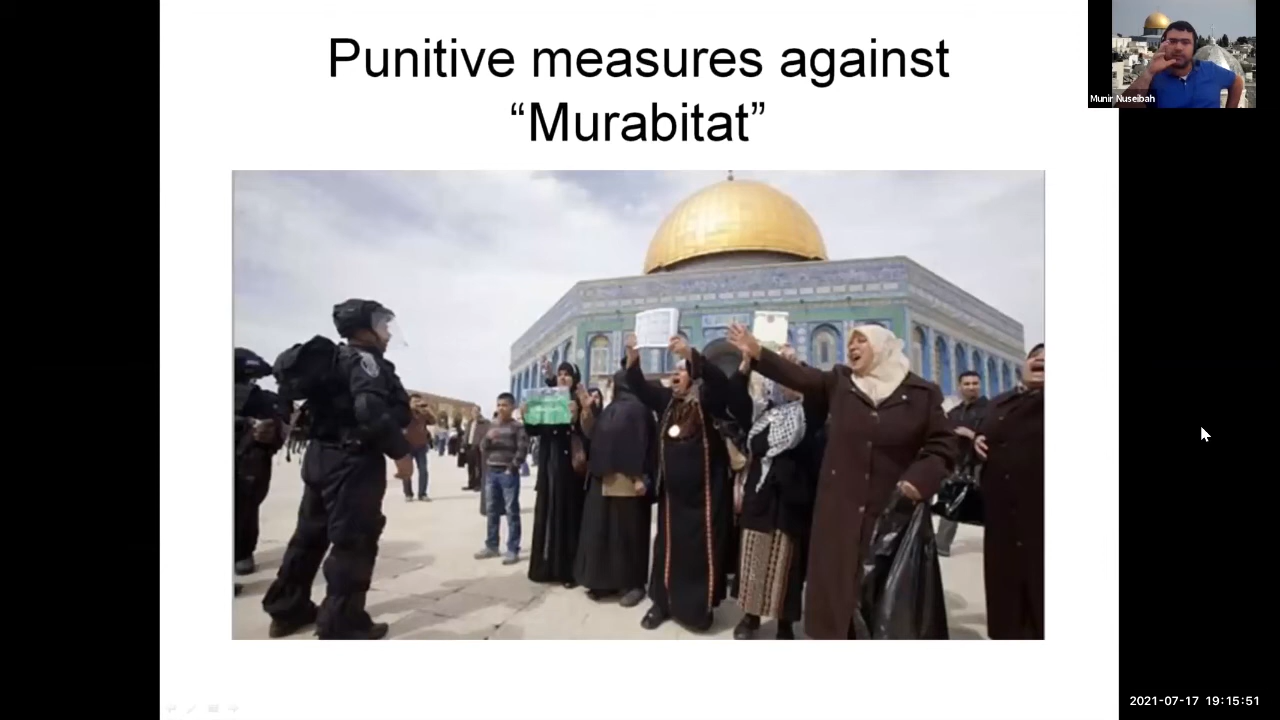 Punitive measures against
“Murabitat”
Munir Nuseibah
2021-07-17 19:15:51